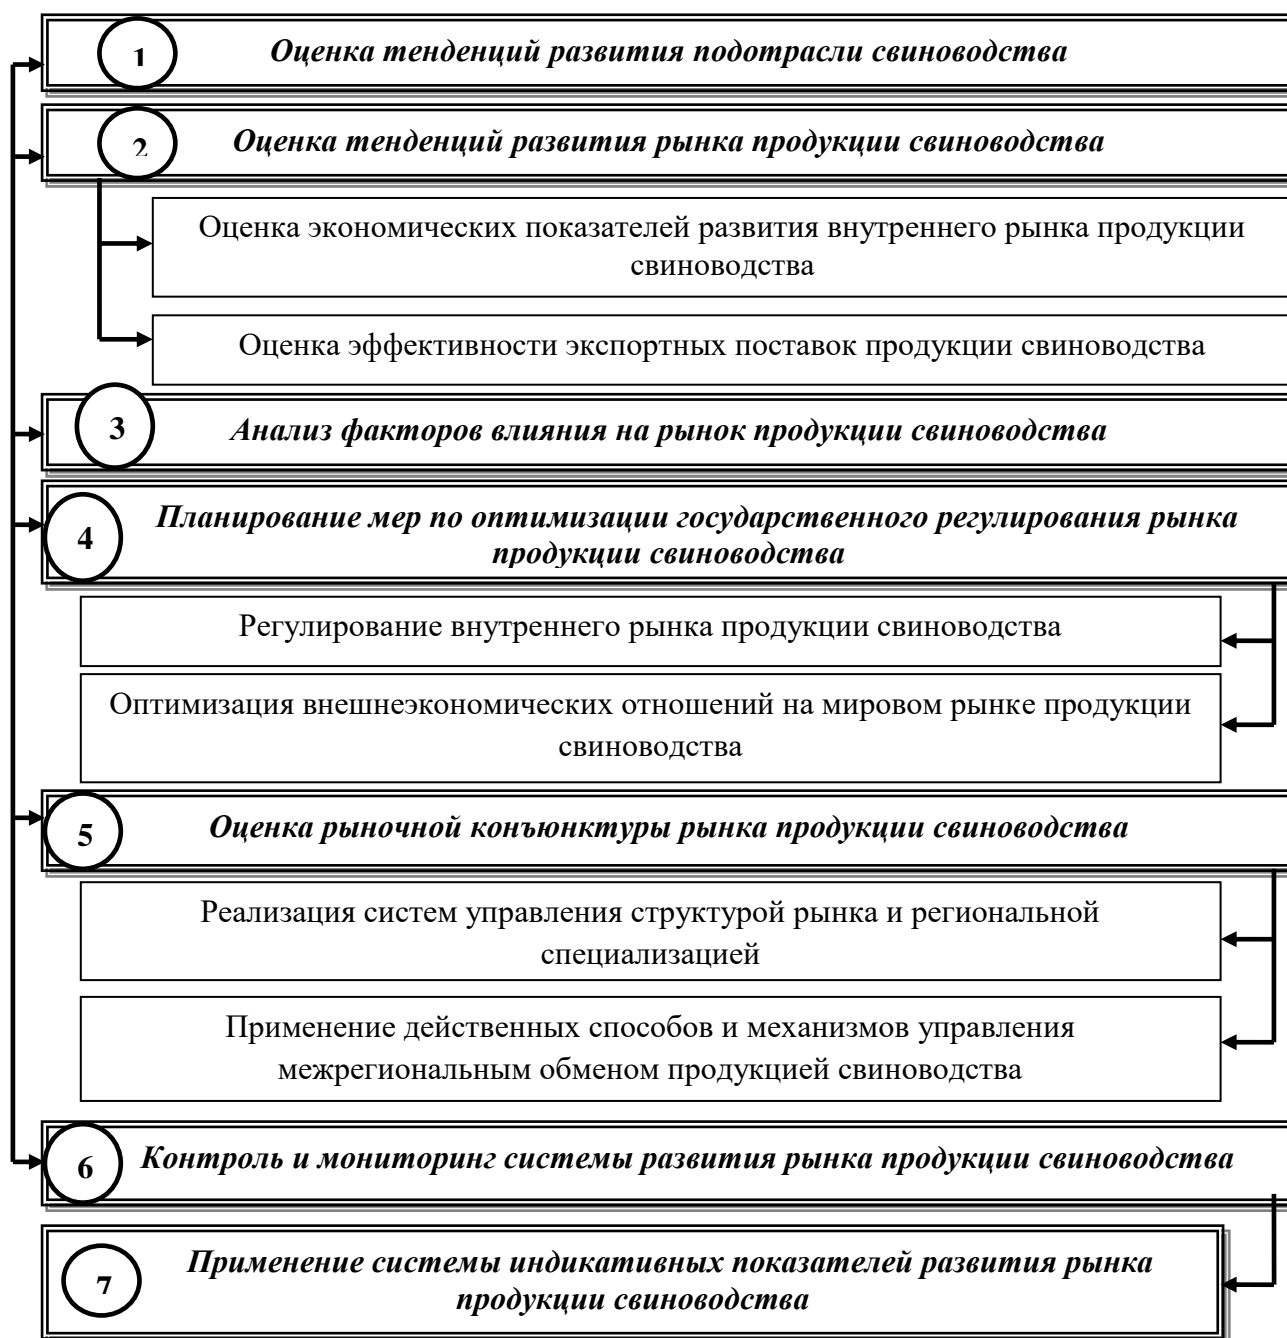 1 Оценка тенденций развития подотрасли свиноводства
2 Оценка тенденций развития рынка продукции свиноводства
Оценка экономических показателей развития внутреннего рынка продукции
свиноводства
Оценка эффективности экспортных поставок продукции свиноводства
3 Анализ факторов влияния на рынок продукции свиноводства
4 Планирование мер по оптимизации государственного регулирования рынка
продукции свиноводства
Регулирование внутреннего рынка продукции свиноводства
Оптимизация внешнеэкономических отношений на мировом рынке продукции
свиноводства
5 Оценка рыночной конъюнктуры рынка продукции свиноводства
Реализация систем управления структурой рынка и региональной
специализацией
Применение действенных способов и механизмов управления
межрегиональным обменом продукцией свиноводства
6 Контроль и мониторинг системы развития рынка продукции свиноводства
7 Применение системы индикативных показателей развития рынка
продукции свиноводства